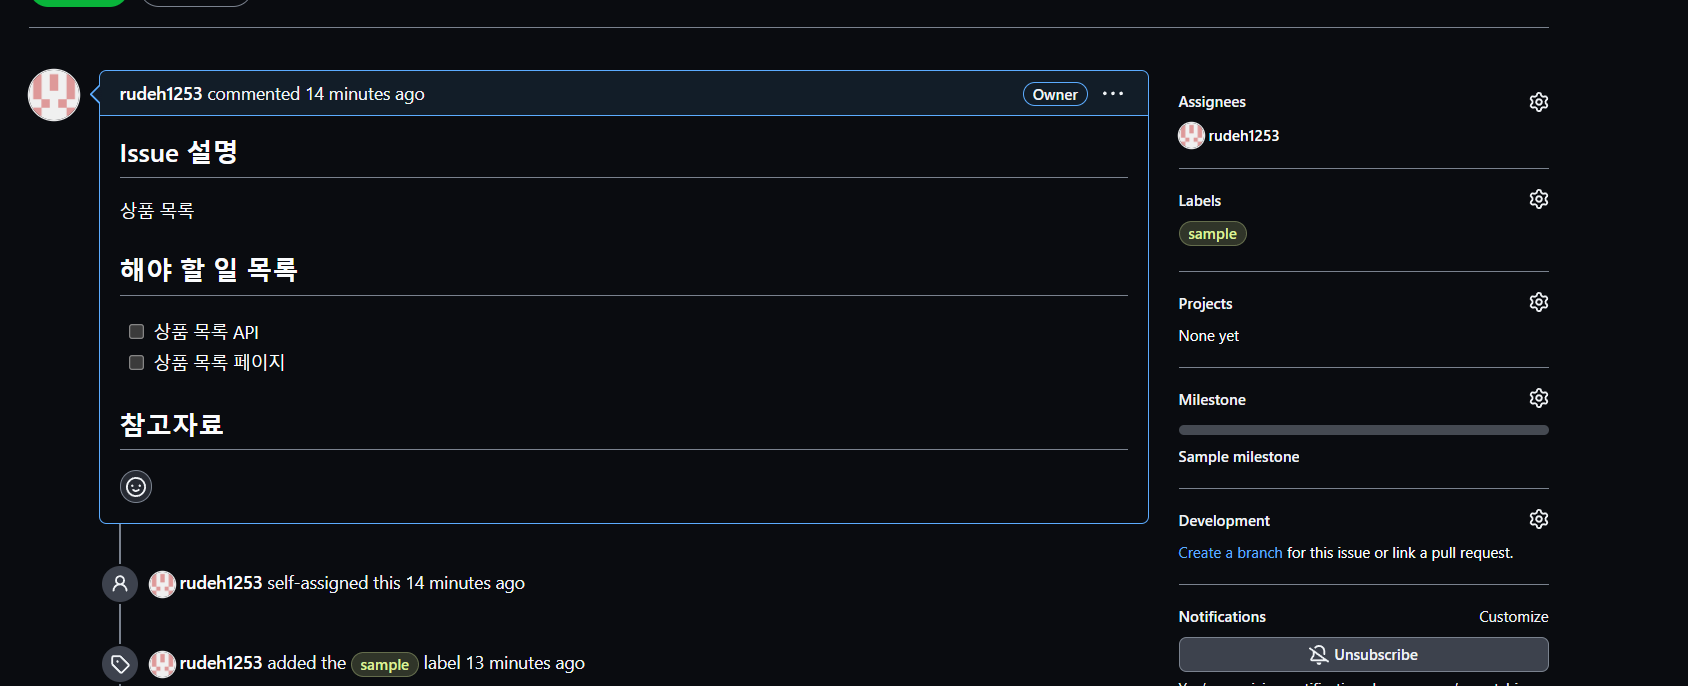 rudeh1253 commented 14 minutes ago
Owner
Issue 설명
상품 목록
해야 할 일 목록
상품 목록 API
상품 목록 페이지
참고자료
rudeh1253 self-assigned this 14 minutes ago
rudeh1253 added the sample label 13 minutes ago
Assignees
rudeh1253
Labels
sample
Projects
None yet
Milestone
Sample milestone
Development
Create a branch for this issue or link a pull request.
Notifications
Customize
Unsubscribe